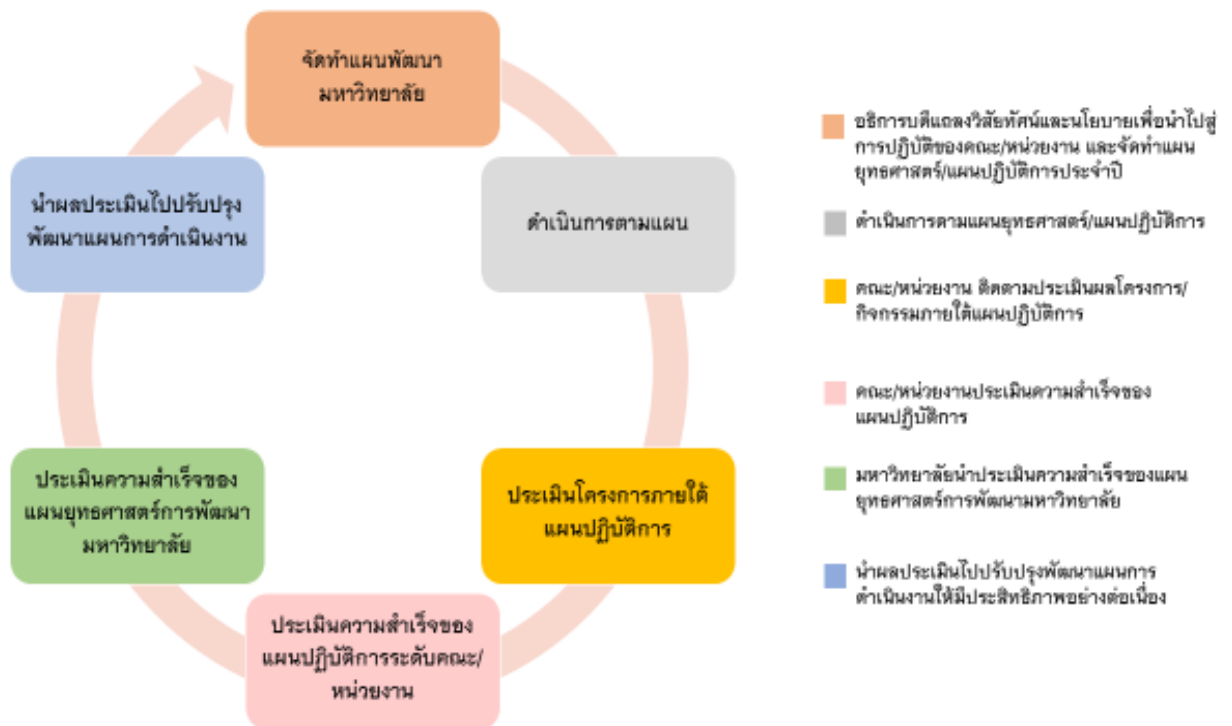 จัดทำแผนพัฒนา
มหาวิทยาลัย
ดำเนินการตามแผน
ประเมินโครงการภายใต้
แผนปฏิบัติการ
ประเมินความสำเร็จของ
แผนปฏิบัติการระดับคณะ/
หน่วยงาน
ประเมินความสำเร็จของ
แผนยุทธศาสตร์การพัฒนา
มหาวิทยาลัย
นำผลประเมินไปปรับปรุง
พัฒนาแผนการดำเนินงาน
อธิการบดีแถลงวิสัยทัศน์และนโยบายเพื่อนำไปสู่
การปฏิบัติของคณะ/หน่วยงาน และจัดทำแผน
ยุทธศาสตร์/แผนปฏิบัติการประจำปี
ดำเนินการตามแผนยุทธศาสตร์/แผนปฏิบัติการ
คณะ/หน่วยงาน ติดตามประเมินผลโครงการ/
กิจกรรมภายใต้แผนปฏิบัติการ
คณะ/หน่วยงานประเมินความสำเร็จของ
แผนปฏิบัติการ
มหาวิทยาลัยนำประเมินความสำเร็จของแผน
ยุทธศาสตร์การพัฒนามหาวิทยาลัย
นำผลประเมินไปปรับปรุงพัฒนาแผนการ
ดำเนินงานให้มีประสิทธิภาพอย่างต่อเนื่อง